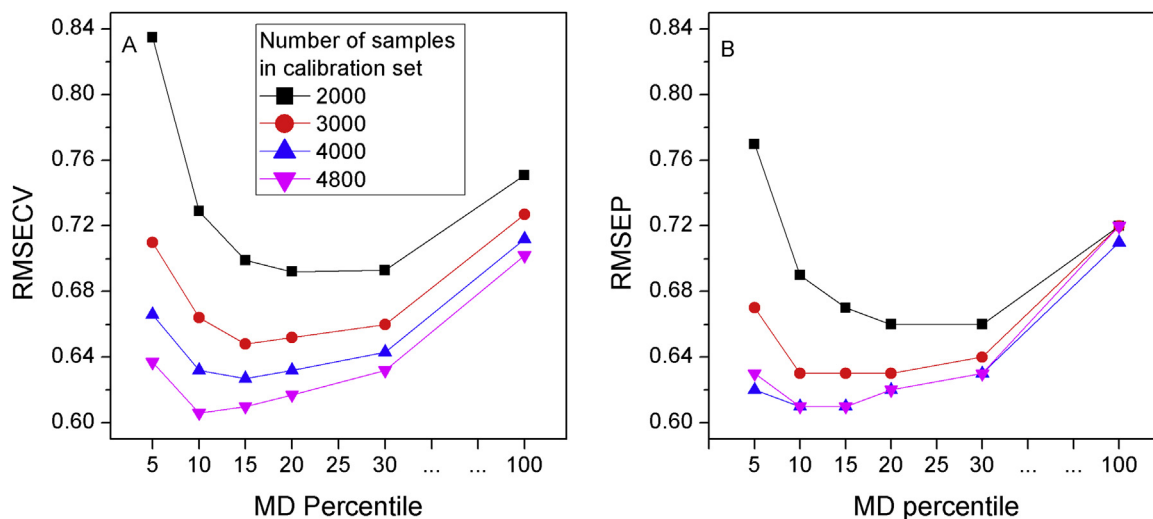 A
Number of samples
in calibration set
2000
3000
4000
4800
0.84
0.80
0.76
0.72
0.68
0.64
0.60
RMSECV
5 10 15 20 25 30 ... ... 100
MD Percentile
B
0.84
0.80
0.76
0.72
0.68
0.64
0.60
RMSEP
5 10 15 20 25 30 ... ... 100
MD percentile